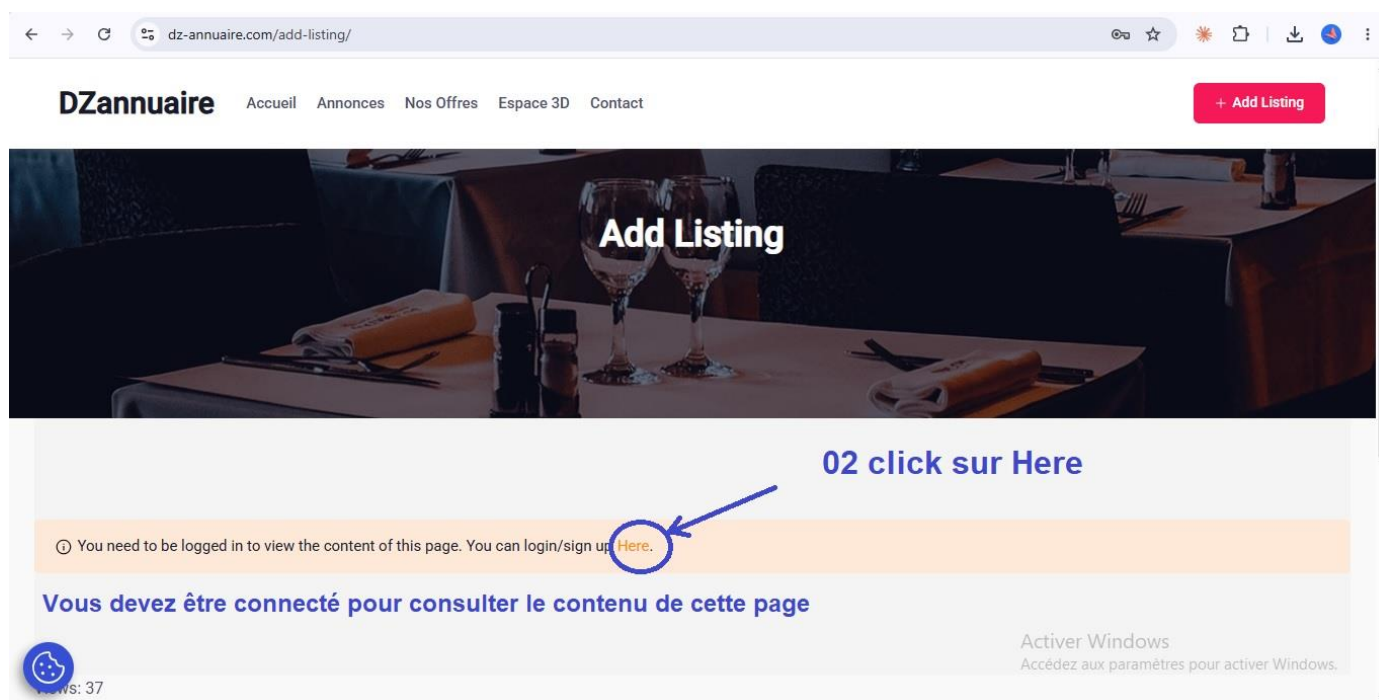 dz-annuaire.com/add-listing/
DZannuaire Accueil Annonces Nos Offres Espace 3D Contact + Add Listing
Add Listing
02 click sur Here
You need to be logged in to view the content of this page. You can login/sign up Here.
Vous devez être connecté pour consulter le contenu de cette page
Activer Windows
Accédez aux paramètres pour activer Windows.
s: 37